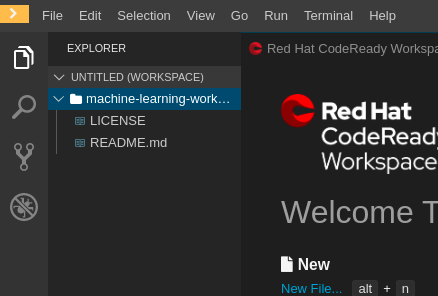 File Edit Selection View Go Run Terminal Help
EXPLORER
UNTITLED (WORKSPACE)
machine-learning-work...
LICENSE
README.md
Red Hat CodeReady Workspa
Red Hat
CodeReady
Workspace
Welcome T
New
New File... alt + n